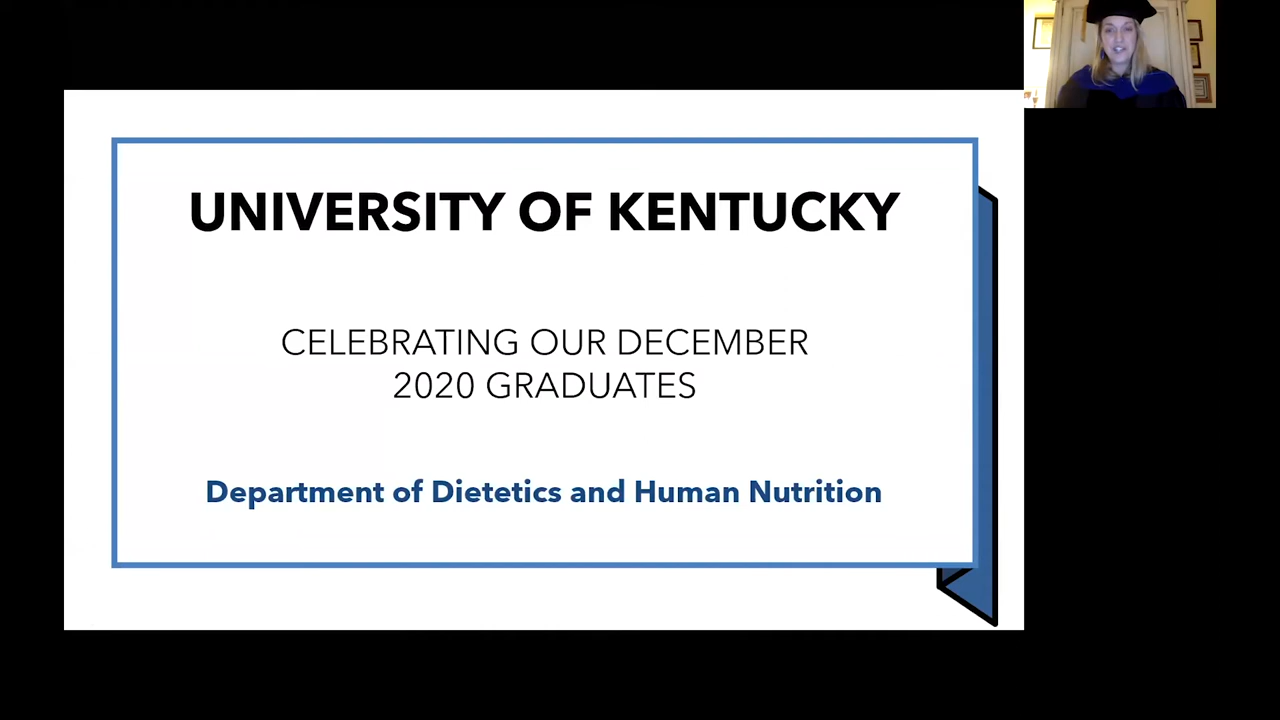 UNIVERSITY OF KENTUCKY
CELEBRATING OUR DECEMBER
2020 GRADUATES
Department of Dietetics and Human Nutrition